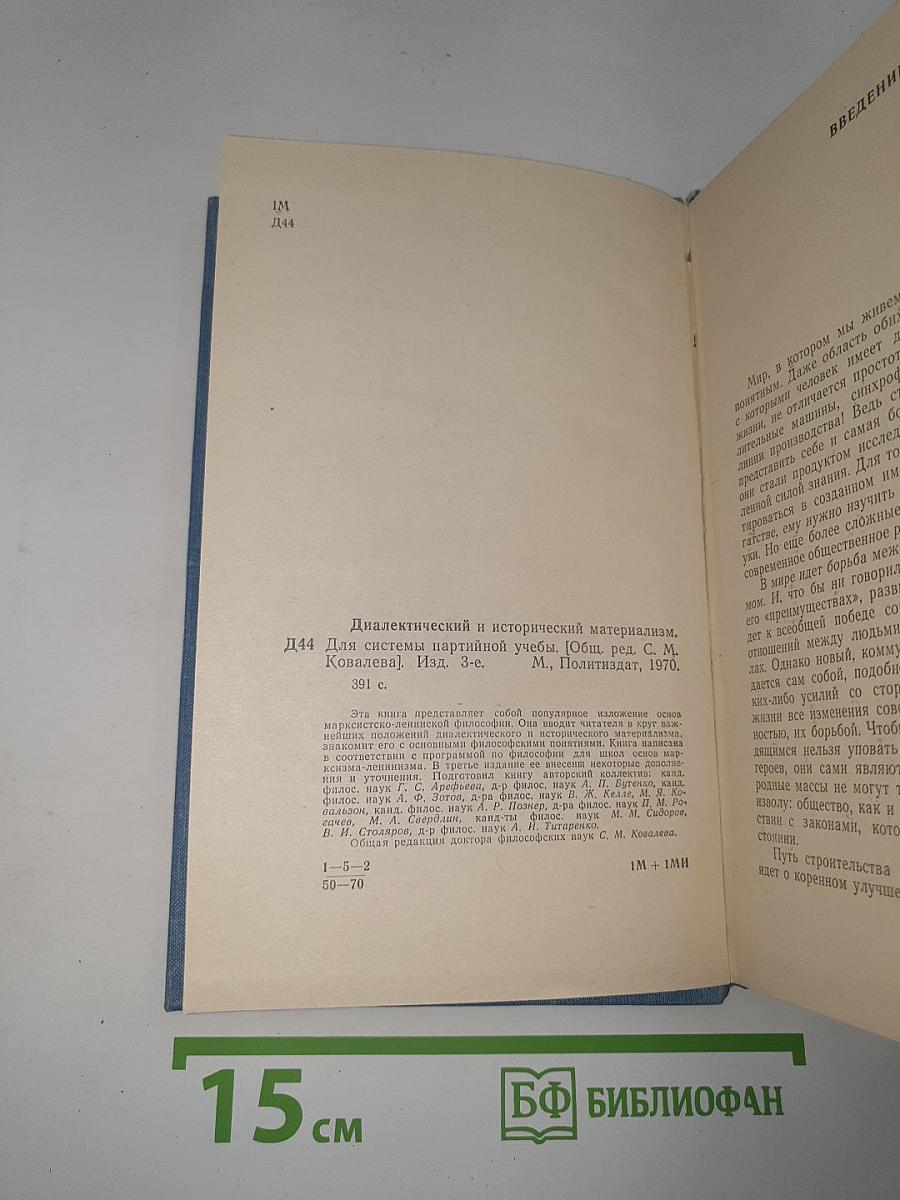 1М
Д44
Диалектический и исторический материализм.
Д44 Для системы партийной учебы. [Общ. ред. С. М.
Ковалева]. Изд. 3-е. М., Политиздат, 1970.
391 с.
Эта книга представляет собой популярное изложение основ
марксистско-ленинской философии. Она вводит читателя в круг важ-
нейших положений диалектического и исторического материализма,
знакомит его с основными философскими понятиями. Книга написана
в соответствии с программой по философии для школ основ мар-
ксизма-ленинизма. В третье издание ее внесены некоторые дополне-
ния и уточнения. Подготовил книгу авторский коллектив: канд.
филос. наук Г. С. Арефьева, д-р филос. наук А. П. Бутенко, канд.
филос. наук А. Ф. Зотов, д-ра филос. наук В. Ж. Келле, М. Я. Ко-
вальзон, канд. филос. наук А. Р. Познер, д-ра филос. наук П. М. Ро-
гачев, М. А. Свердлин, канд-ты филос. наук М. М. Сидоров,
В. И. Столяров, д-р филос. наук А. И. Титаренко.
Общая редакция доктора философских наук С. М. Ковалева.
1—5—2
50—70
1М + 1МИ
ВВЕДЕНИ
Мир, в котором мы живем
понятным. Даже область оби
с которыми человек имеет д
жизни, не отличается простот
лительные машины, синхроф
линии производства! Ведь ст
представить себе и самая бо
они стали продуктом исслед
ленной силой знания. Для то
тироваться в созданном им
гатстве, ему нужно изучить
уки. Но еще более сложные
современное общественное р
В мире идет борьба меж
мом. И, что бы ни говорил
его «преимуществах», разви
дет к всеобщей победе со
отношений между людьми
лах. Однако новый, комму
дается сам собой, подобно
ких-либо усилий со стор
жизни все изменения сове
ностью, их борьбой. Чтобы
дящимся нельзя уповать
героев, они сами являют
родные массы не могут т
изволу: общество, как и
ствии с законами, кото
стоянии.
Путь строительства
идет о коренном улучше
15 см
БФ БИБЛИОФАН